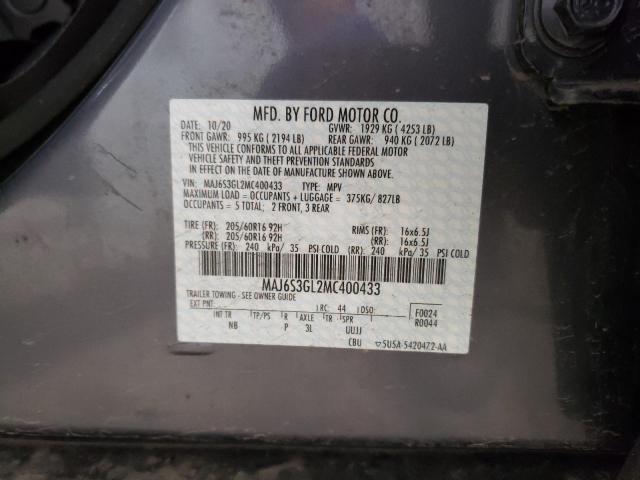 MFD. BY FORD MOTOR CO.
DATE: 10/20 GVWR: 1929 KG ( 4253 LB)
FRONT GAWR: 995 KG ( 2194 LB) REAR GAWR: 940 KG ( 2072 LB)
THIS VEHICLE CONFORMS TO ALL APPLICABLE FEDERAL MOTOR
VEHICLE SAFETY AND THEFT PREVENTION STANDARDS
IN EFFECT ON THE DATE OF MANUFACTURE SHOWN ABOVE.
VIN: MAJ6S3GL2MC400433 TYPE: MPV
MAXIMUM LOAD = OCCUPANTS + LUGGAGE = 375KG/ 827LB
OCCUPANTS = 5 TOTAL: 2 FRONT, 3 REAR
TIRE (FR): 205/60R16 92H RIMS (FR): 16x6.5J
(RR): 205/60R16 92H (RR): 16x6.5J
PRESSURE (FR): 240 kPa/ 35 PSI COLD (RR): 240 kPa/ 35 PSI COLD
MAJ6S3GL2MC400433
TRAILER TOWING - SEE OWNER GUIDE
EXT PNT: RC: 44 DSO: F0024
R0044
INT TR TP/PS R AXLE TR SPR
NB P 3L UUJJ
CBU 5U5A-5420472-AA